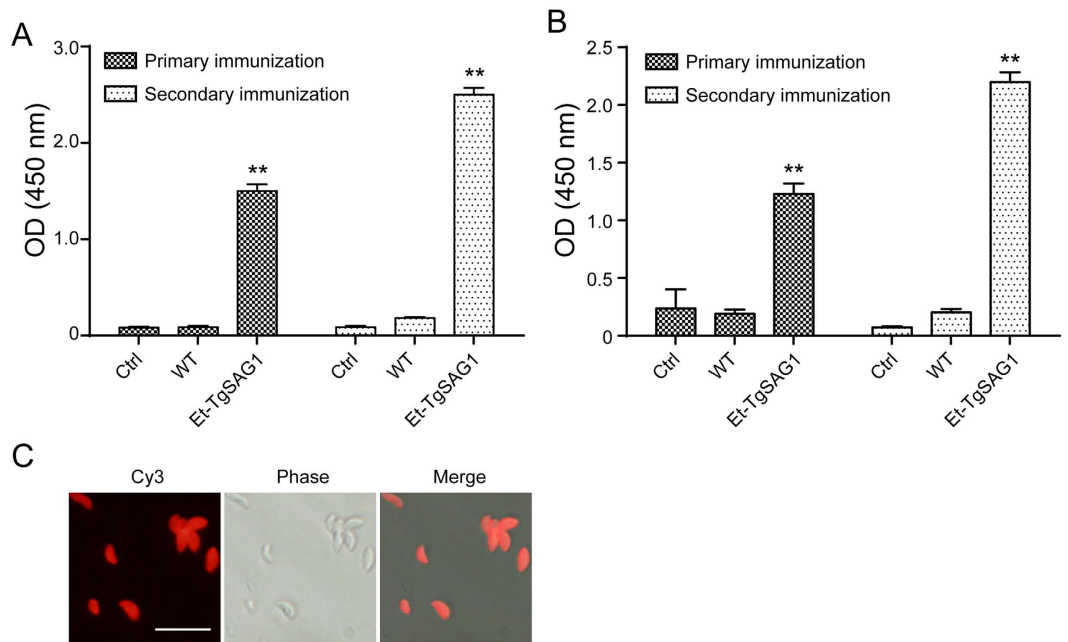 A
OD (450 nm)
3.0
2.0
1.0
0
Primary immunization
Secondary immunization
**
**
Ctrl
WT
Et-TgSAG1
Ctrl
WT
Et-TgSAG1
B
OD (450 nm)
2.5
2.0
1.5
1.0
0.5
0
Primary immunization
Secondary immunization
**
**
Ctrl
WT
Et-TgSAG1
Ctrl
WT
Et-TgSAG1
C
Cy3
Phase
Merge